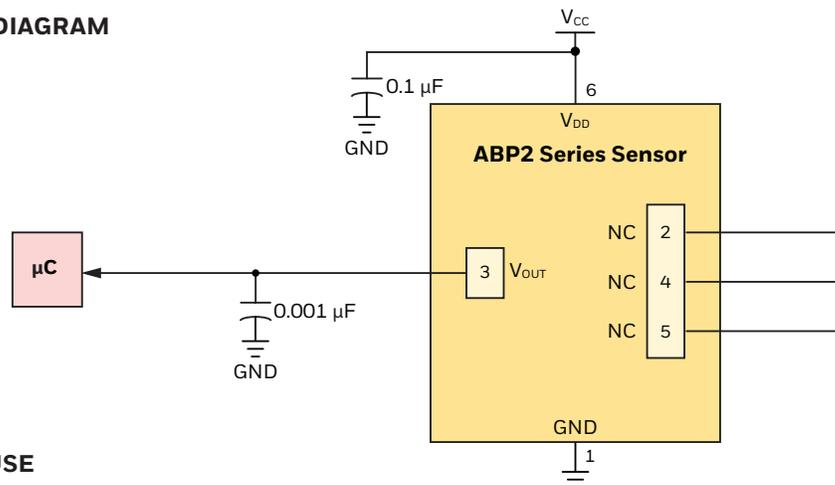 DIAGRAM
VCC
0.1 µF
6
GND
VDD
ABP2 Series Sensor
NC 2
µC
3 VOUT
NC 4
0.001 µF
NC 5
GND
GND
1